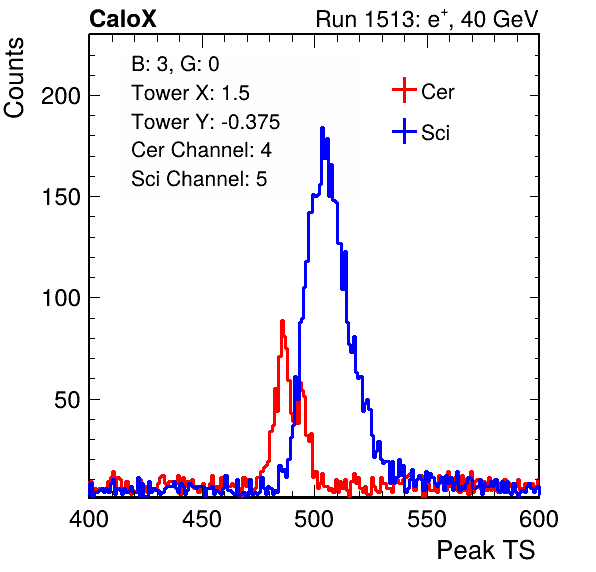 CaloX
Run 1513: e+, 40 GeV
Counts
B: 3, G: 0
Tower X: 1.5
Tower Y: -0.375
Cer Channel: 4
Sci Channel: 5
Cer
Sci
200
150
100
50
400
450
500
550
600
Peak TS